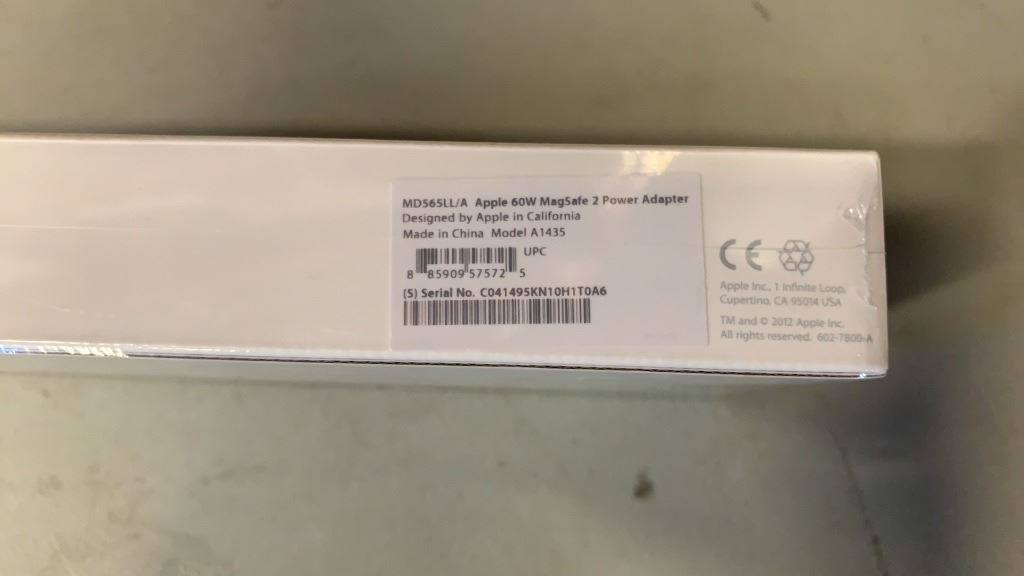 MD565LL/A Apple 60W MagSafe 2 Power Adapter
Designed by Apple in California
Made in China Model A1435
UPC
8 85909 57572 5
(S) Serial No. C041495KN10H1T0A6
CE
Apple Inc., 1 Infinite Loop,
Cupertino, CA 95014 USA
TM and © 2012 Apple Inc.
All rights reserved. 602-7800-A